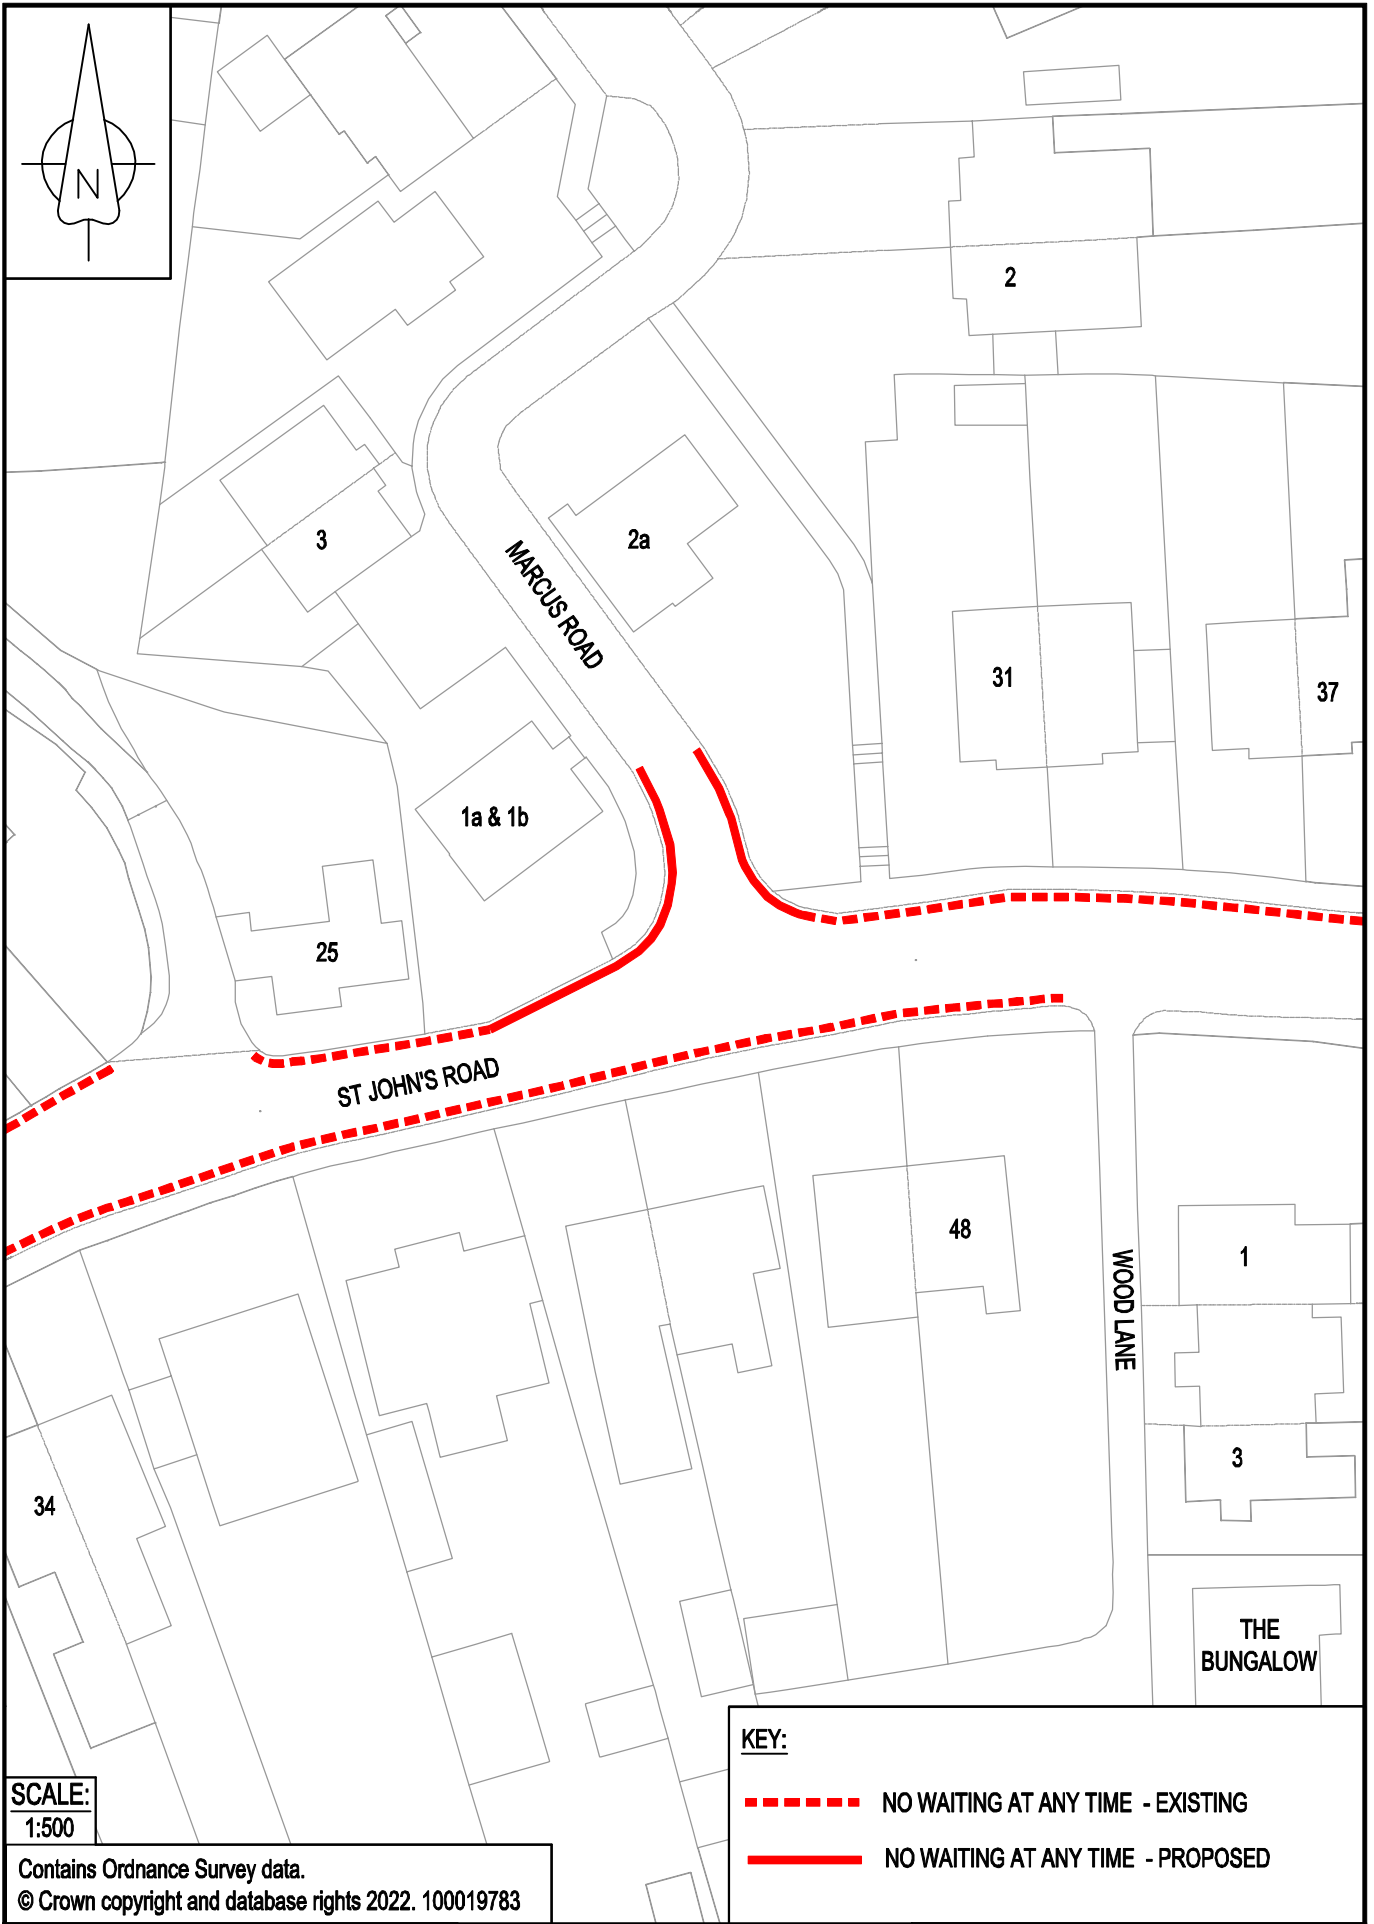 N
2
3
2a
MARCUS ROAD
31
37
1a & 1b
25
ST JOHN'S ROAD
48
WOOD LANE
1
3
34
THE
BUNGALOW
KEY:
NO WAITING AT ANY TIME - EXISTING
NO WAITING AT ANY TIME - PROPOSED
SCALE:
1:500
Contains Ordnance Survey data.
© Crown copyright and database rights 2022. 100019783